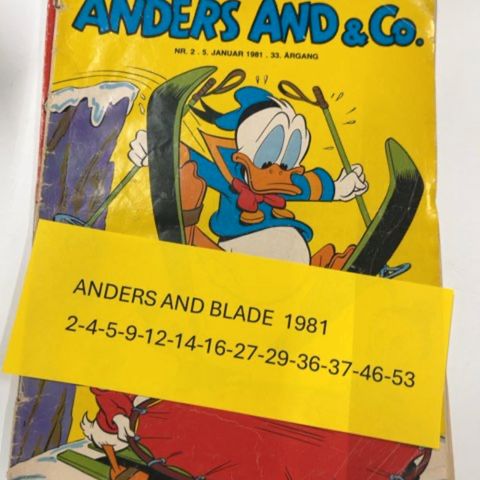 ANDERS AND & Co.
NR. 2 . 5. JANUAR 1981 . 33. ÅRGANG
ANDERS AND BLADE 1981
2-4-5-9-12-14-16-27-29-36-37-46-53